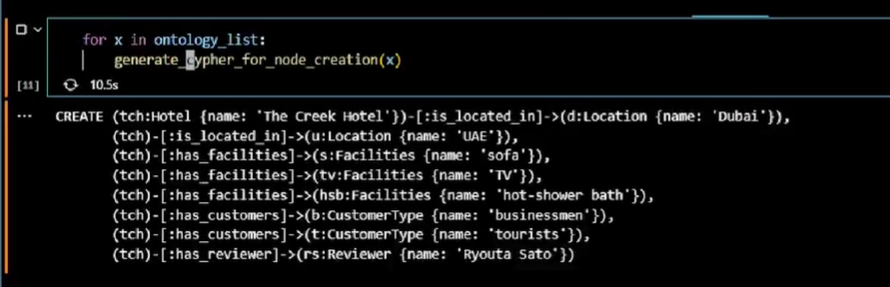 for x in ontology_list:
generate_cypher_for_node_creation(x)
[11]
10.5s
... CREATE (tch:Hotel {name: 'The Creek Hotel'})-[:is_located_in]->(d:Location {name: 'Dubai'}),
(tch)-[:is_located_in]->(u:Location {name: 'UAE'}),
(tch)-[:has_facilities]->(s:Facilities {name: 'sofa'}),
(tch)-[:has_facilities]->(tv:Facilities {name: 'TV'}),
(tch)-[:has_facilities]->(hsb:Facilities {name: 'hot-shower bath'}),
(tch)-[:has_customers]->(b:CustomerType {name: 'businessmen'}),
(tch)-[:has_customers]->(t:CustomerType {name: 'tourists'}),
(tch)-[:has_reviewer]->(rs:Reviewer {name: 'Ryouta Sato'})